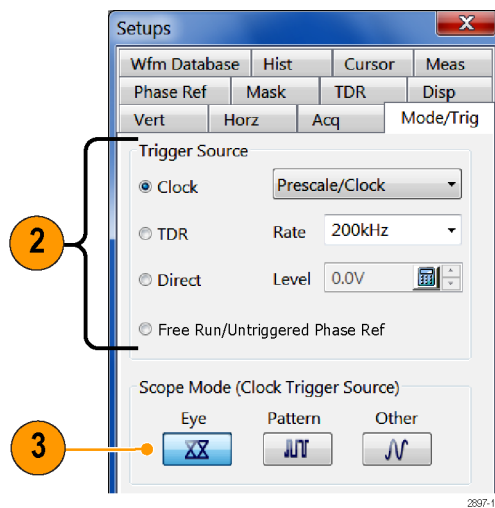 Setups
Wfm Database Hist Cursor Meas
Phase Ref Mask TDR Disp
Vert Horz Acq Mode/Trig
Trigger Source
Clock Prescale/Clock
TDR Rate 200kHz
2
Direct Level 0.0V
Free Run/Untriggered Phase Ref
Scope Mode (Clock Trigger Source)
Eye Pattern Other
3
2897-1